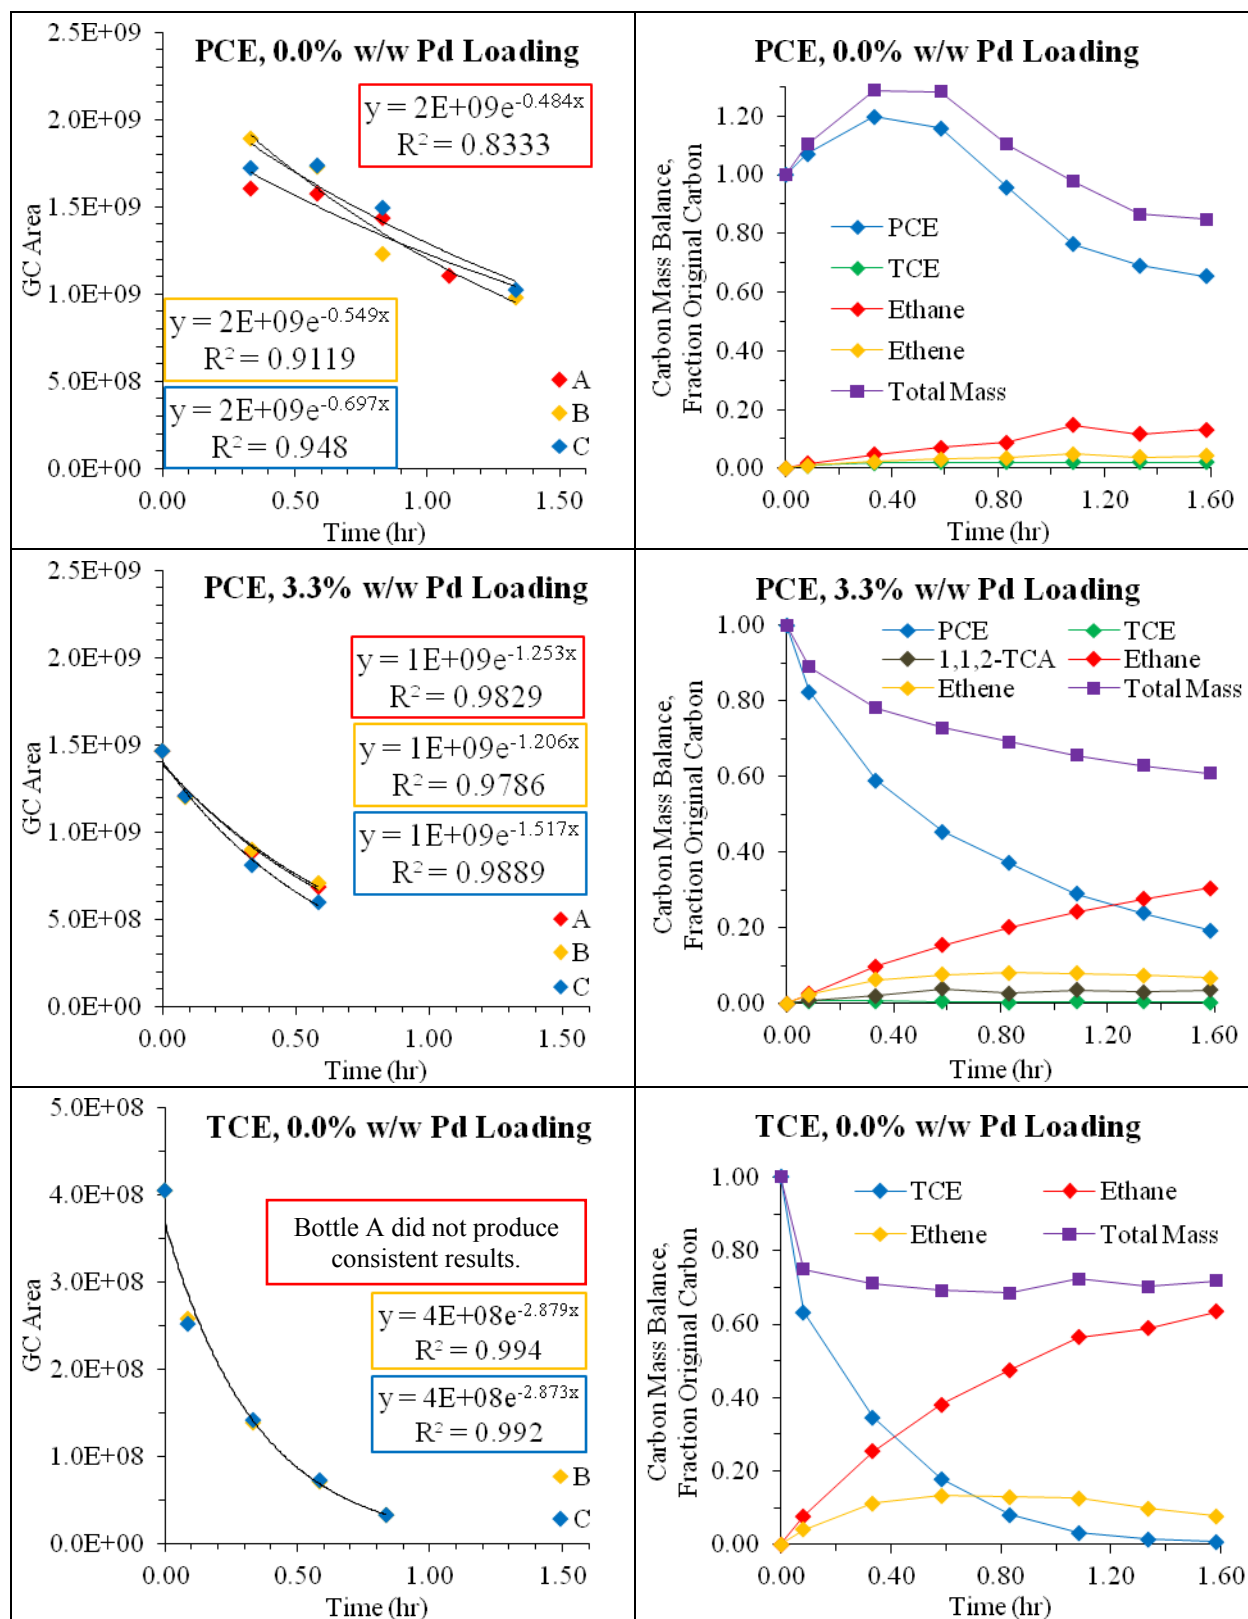 PCE, 0.0% w/w Pd Loading
2.5E+09
2.0E+09
1.5E+09
1.0E+09
5.0E+08
0.0E+00
GC Area
y = 2E+09e^-0.484x
R² = 0.8333
y = 2E+09e^-0.549x
R² = 0.9119
y = 2E+09e^-0.697x
R² = 0.948
A
B
C
0.00 0.50 1.00 1.50
Time (hr)
PCE, 0.0% w/w Pd Loading
Carbon Mass Balance,
Fraction Original Carbon
1.20
1.00
0.80
0.60
0.40
0.20
0.00
PCE
TCE
Ethane
Ethene
Total Mass
0.00 0.40 0.80 1.20 1.60
Time (hr)
PCE, 3.3% w/w Pd Loading
2.5E+09
2.0E+09
1.5E+09
1.0E+09
5.0E+08
0.0E+00
GC Area
y = 1E+09e^-1.253x
R² = 0.9829
y = 1E+09e^-1.206x
R² = 0.9786
y = 1E+09e^-1.517x
R² = 0.9889
A
B
C
0.00 0.50 1.00 1.50
Time (hr)
PCE, 3.3% w/w Pd Loading
Carbon Mass Balance,
Fraction Original Carbon
1.00
0.80
0.60
0.40
0.20
0.00
PCE TCE
1,1,2-TCA Ethane
Ethene Total Mass
0.00 0.40 0.80 1.20 1.60
Time (hr)
TCE, 0.0% w/w Pd Loading
5.0E+08
4.0E+08
3.0E+08
2.0E+08
1.0E+08
0.0E+00
GC Area
Bottle A did not produce
consistent results.
y = 4E+08e^-2.879x
R² = 0.994
y = 4E+08e^-2.873x
R² = 0.992
B
C
0.00 0.50 1.00 1.50
Time (hr)
TCE, 0.0% w/w Pd Loading
Carbon Mass Balance,
Fraction Original Carbon
1.00
0.80
0.60
0.40
0.20
0.00
TCE Ethane
Ethene Total Mass
0.00 0.40 0.80 1.20 1.60
Time (hr)